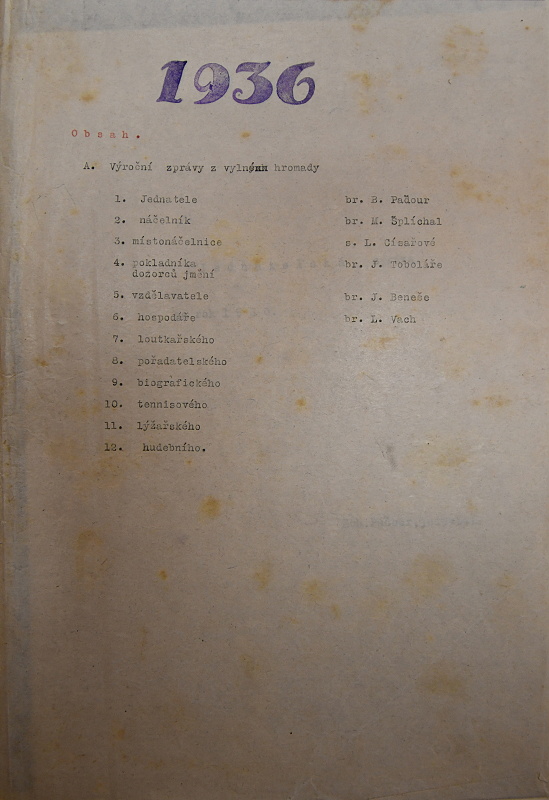 1936
Obsah.
A. Výroční zprávy z hromady
1. Jednatele br. B. Paďour
2. náčelník br. M. Šplíchal
3. místonáčelnice s. L. Císařové
4. pokladníka br. J. Toboláře
dozorců jmění
5. vzdělavatele br. J. Beneše
6. hospodáře br. L. Vach
7. loutkařského
8. pořadatelského
9. biografického
10. tennisového
11. lyžařského
12. hudebního.